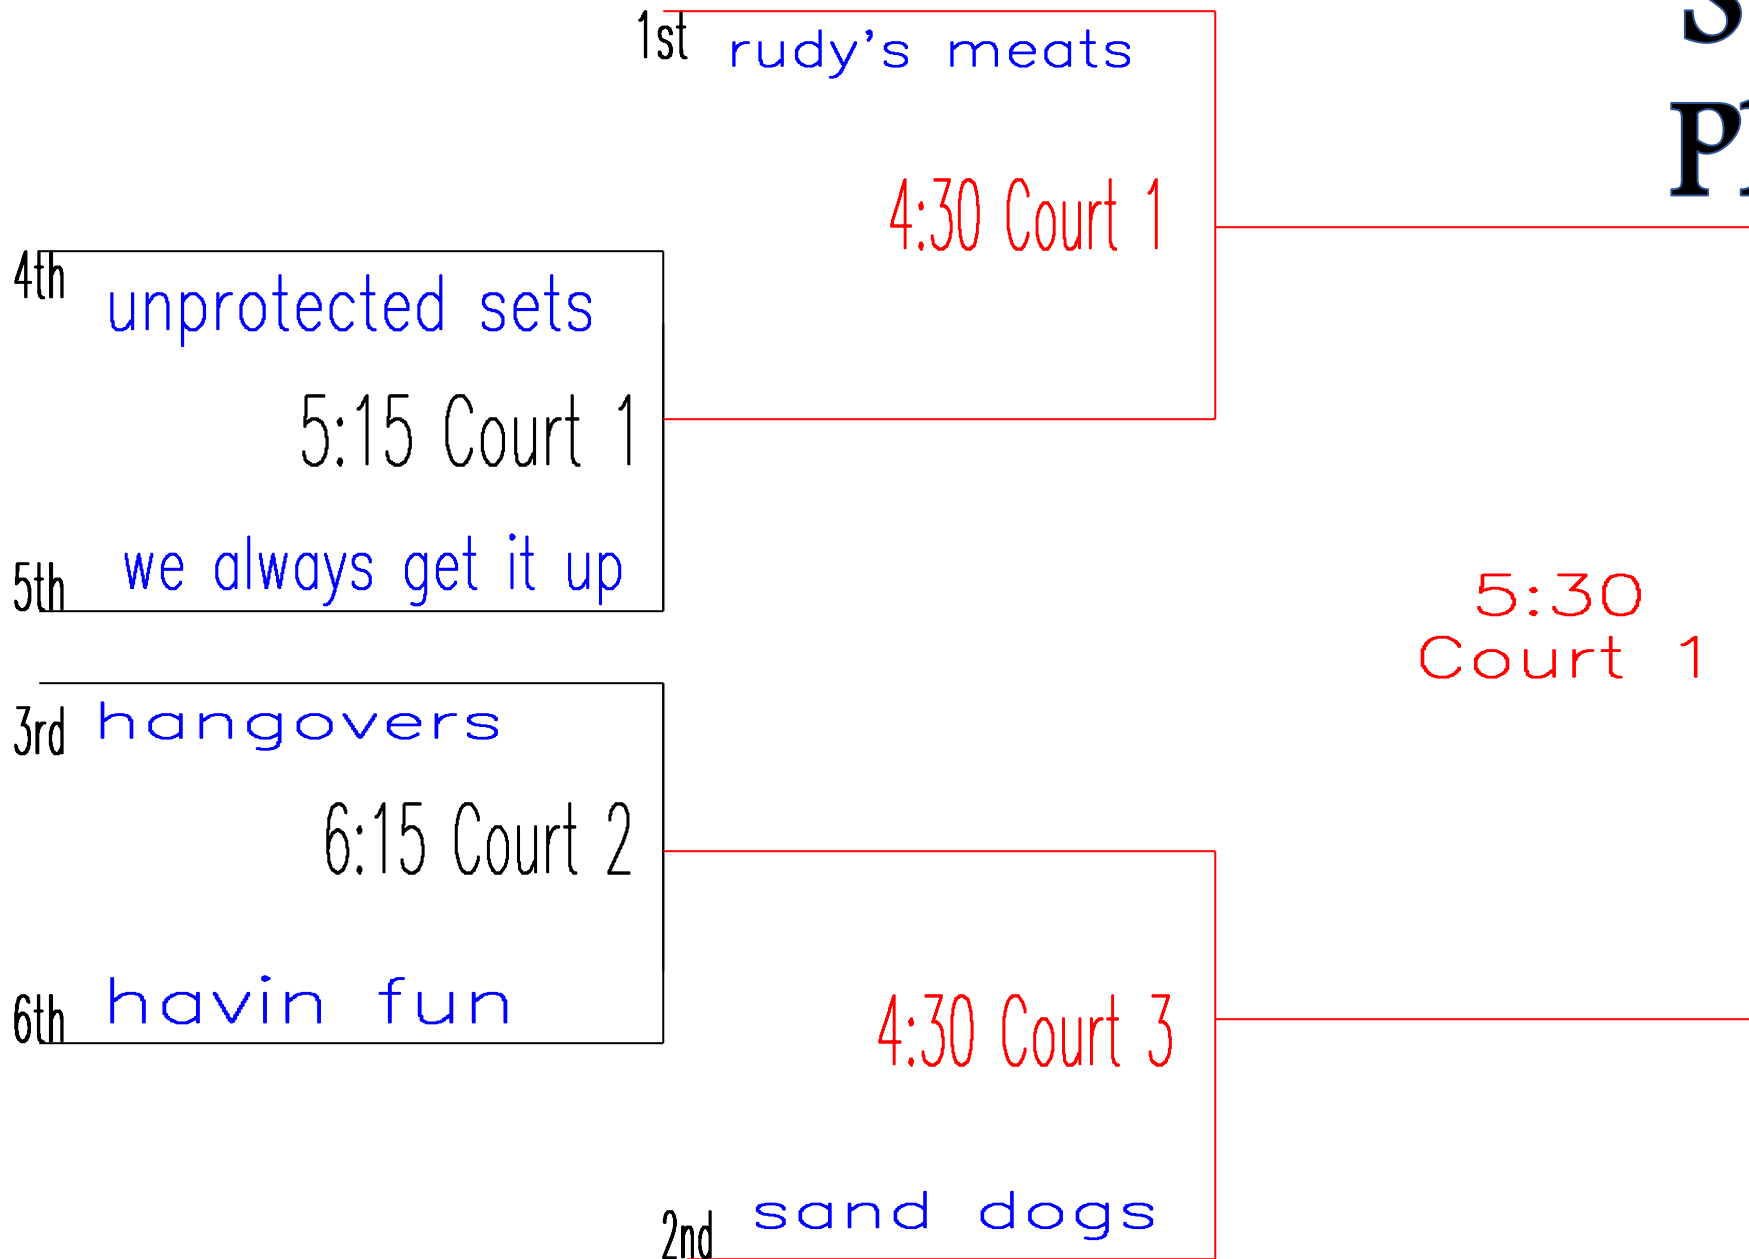 1st
rudy's meats
4:30 Court 1
4th
unprotected sets
5:15 Court 1
5th
we always get it up
5:30
Court 1
3rd
hangovers
6:15 Court 2
6th
havin fun
4:30 Court 3
2nd
sand dogs